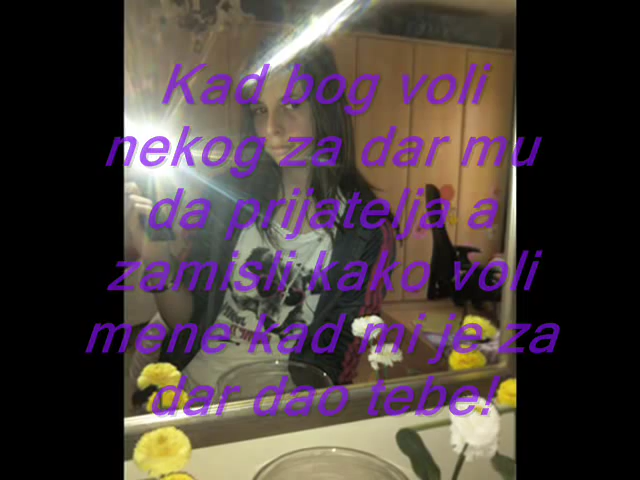 Kad bog voli
nekog za dar mu
da prijatelja a
zamisli kako voli
mene kad mi je za
dar dao tebe!